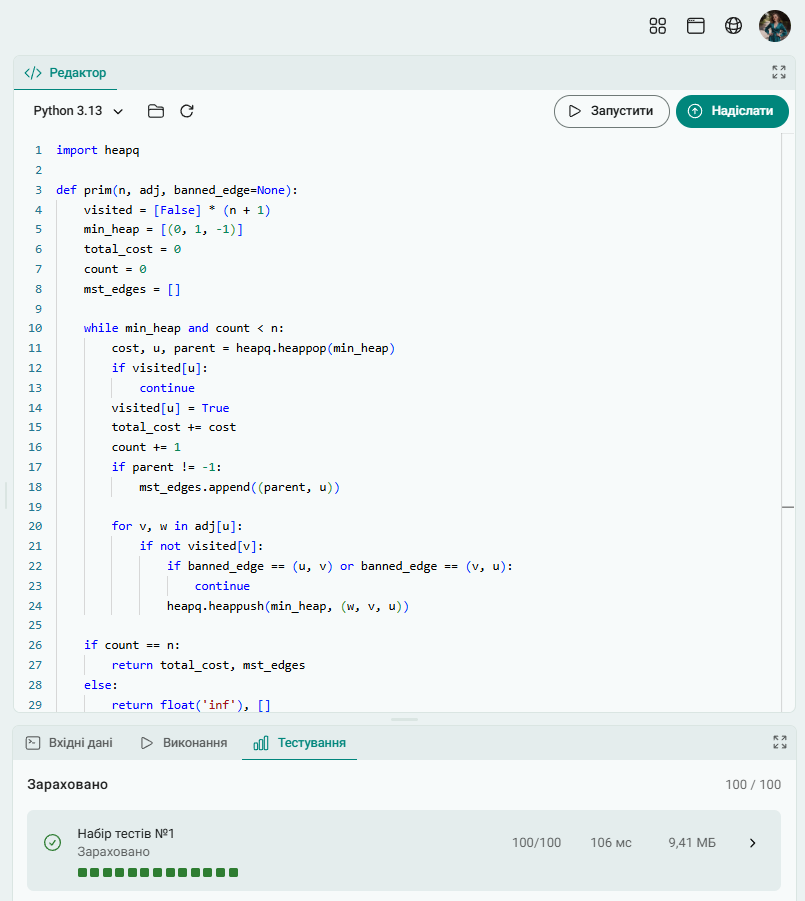 </> Редактор
Python 3.13
Запустити
Надіслати
1 import heapq
2
3 def prim(n, adj, banned_edge=None):
4     visited = [False] * (n + 1)
5     min_heap = [(0, 1, -1)]
6     total_cost = 0
7     count = 0
8     mst_edges = []
9
10     while min_heap and count < n:
11         cost, u, parent = heapq.heappop(min_heap)
12         if visited[u]:
13             continue
14         visited[u] = True
15         total_cost += cost
16         count += 1
17         if parent != -1:
18             mst_edges.append((parent, u))
19
20         for v, w in adj[u]:
21             if not visited[v]:
22                 if banned_edge == (u, v) or banned_edge == (v, u):
23                     continue
24                 heapq.heappush(min_heap, (w, v, u))
25
26     if count == n:
27         return total_cost, mst_edges
28     else:
29         return float('inf'), []
Вхідні дані
Виконання
Тестування
Зараховано
100 / 100
Набір тестів №1
Зараховано
100/100
106 мс
9,41 МБ